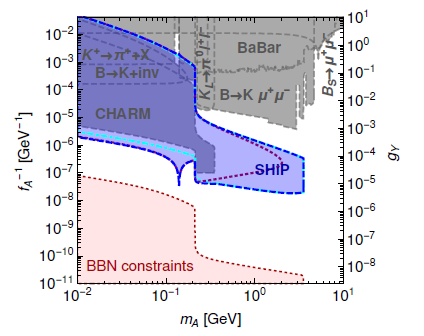 10⁻²
10⁻³
10⁻⁴
10⁻⁵
10⁻⁶
10⁻⁷
10⁻⁸
10⁻⁹
10⁻¹⁰
10⁻¹¹
f_A⁻¹ [GeV⁻¹]
K⁺→π⁺+X
B→K+inv
CHARM
K_L→π⁰l⁺l⁻
BaBar
B→K μ⁺μ⁻
B_S→μ⁺μ⁻
SHIP
BBN constraints
10¹
10⁰
10⁻¹
10⁻²
10⁻³
10⁻⁴
10⁻⁵
10⁻⁶
10⁻⁷
10⁻⁸
g_Y
10⁻² 10⁻¹ 10⁰ 10¹
m_A [GeV]